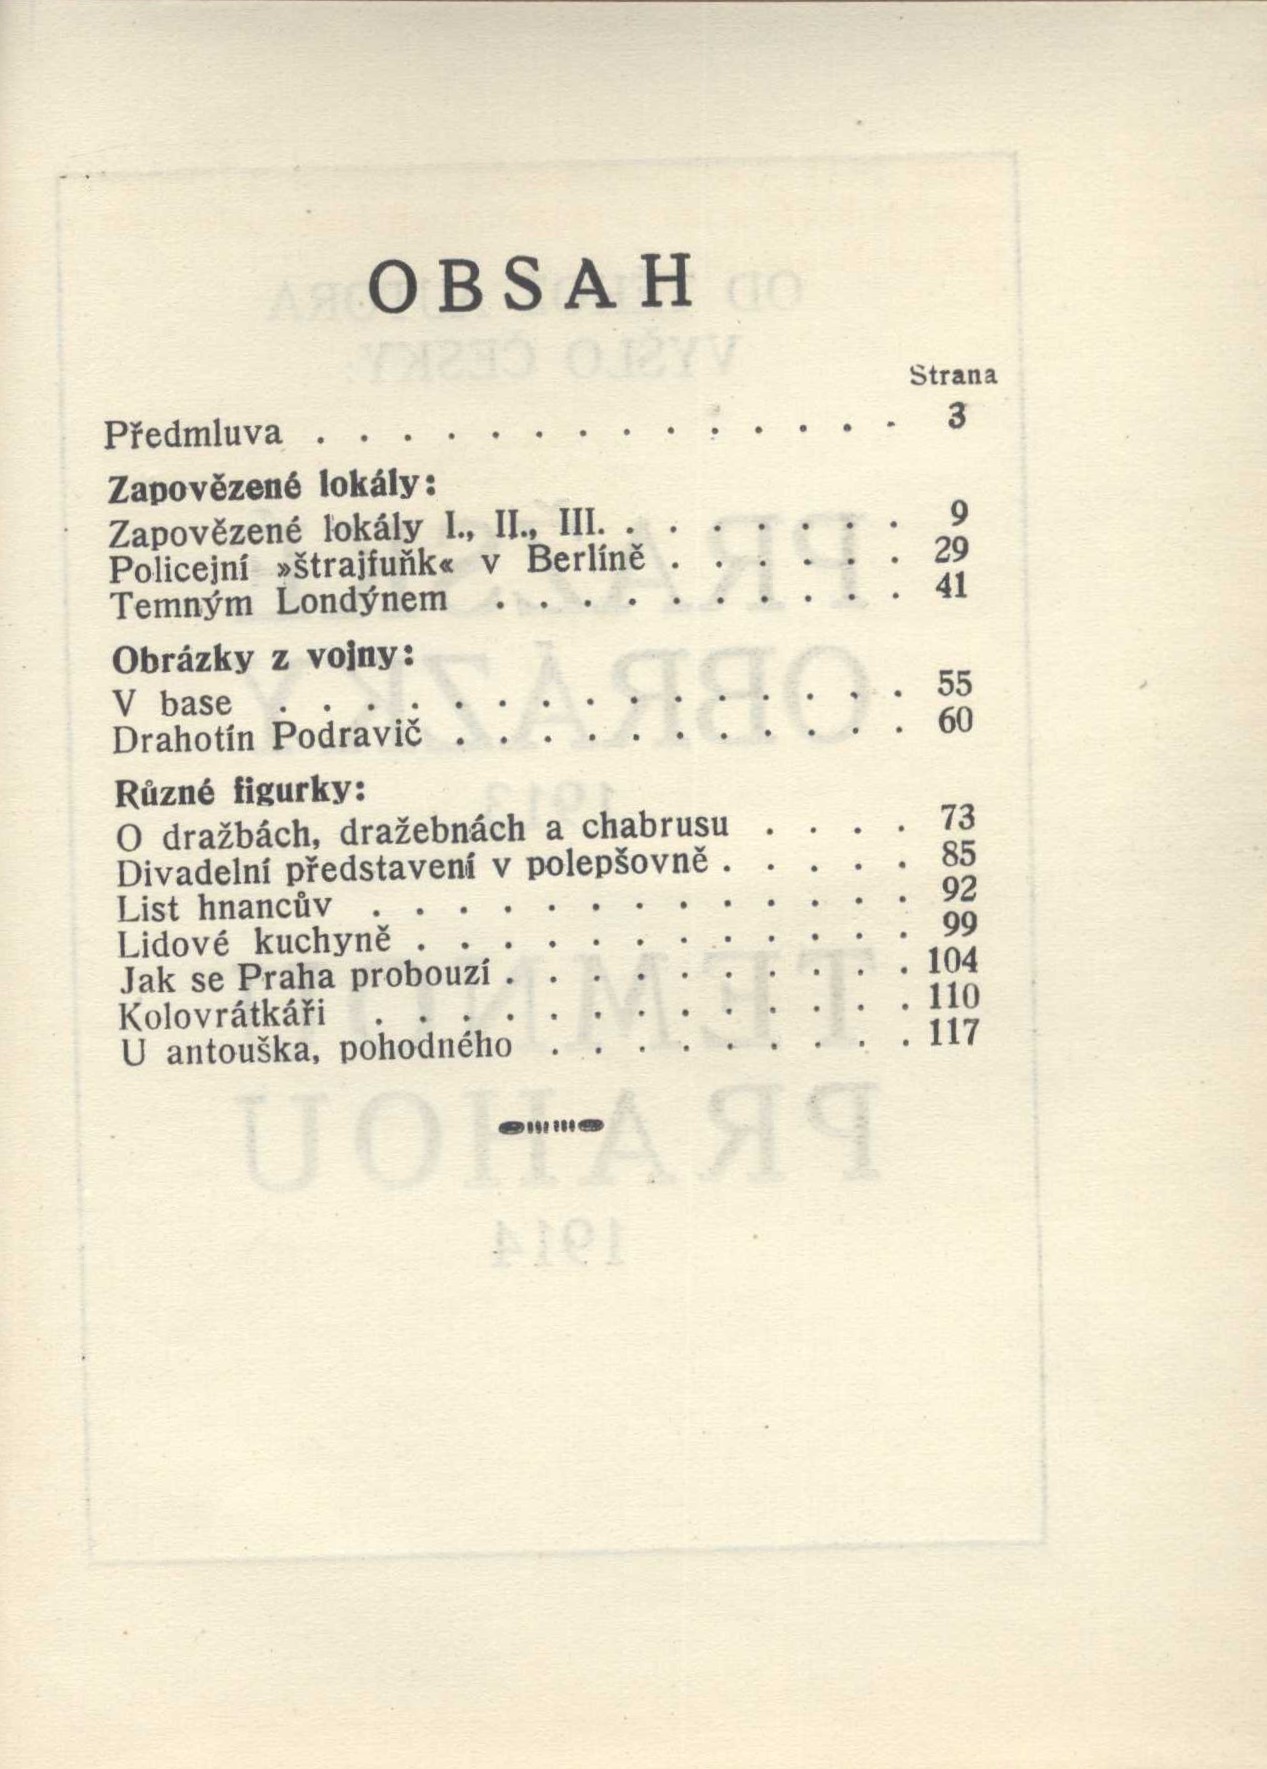 OBSAH
Strana
Předmluva . . . . . . . . . . . . . . 3
Zapovězené lokály:
Zapovězené lokály I., II., III. . . . . . . . 9
Policejní »štrajfuňk« v Berlíně . . . . . . 29
Temným Londýnem . . . . . . . . . . 41
Obrázky z vojny:
V base . . . . . . . . . . . . . . . 55
Drahotín Podravič . . . . . . . . . . . 60
Různé figurky:
O dražbách, dražebnách a chabrusu . . . . 73
Divadelní představení v polepšovně . . . . . 85
List hnancův . . . . . . . . . . . . . 92
Lidové kuchyně . . . . . . . . . . . . 99
Jak se Praha probouzí . . . . . . . . . . 104
Kolovrátkáři . . . . . . . . . . . . . 110
U antouška, pohodného . . . . . . . . . 117